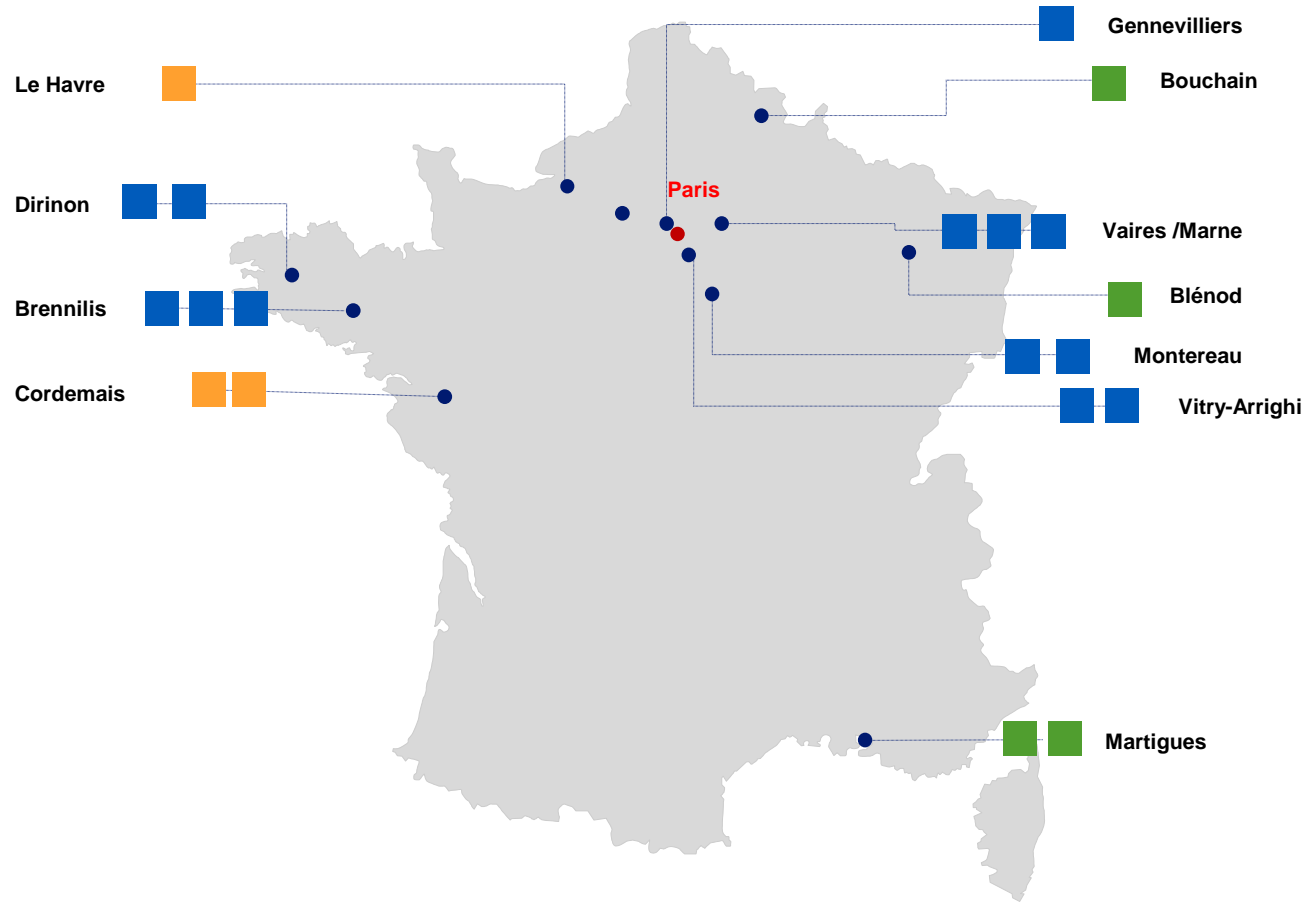 Gennevilliers
Le Havre
Bouchain
Paris
Dirinon
Vaires /Marne
Blénod
Brennilis
Montereau
Cordemais
Vitry-Arrighi
Martigues